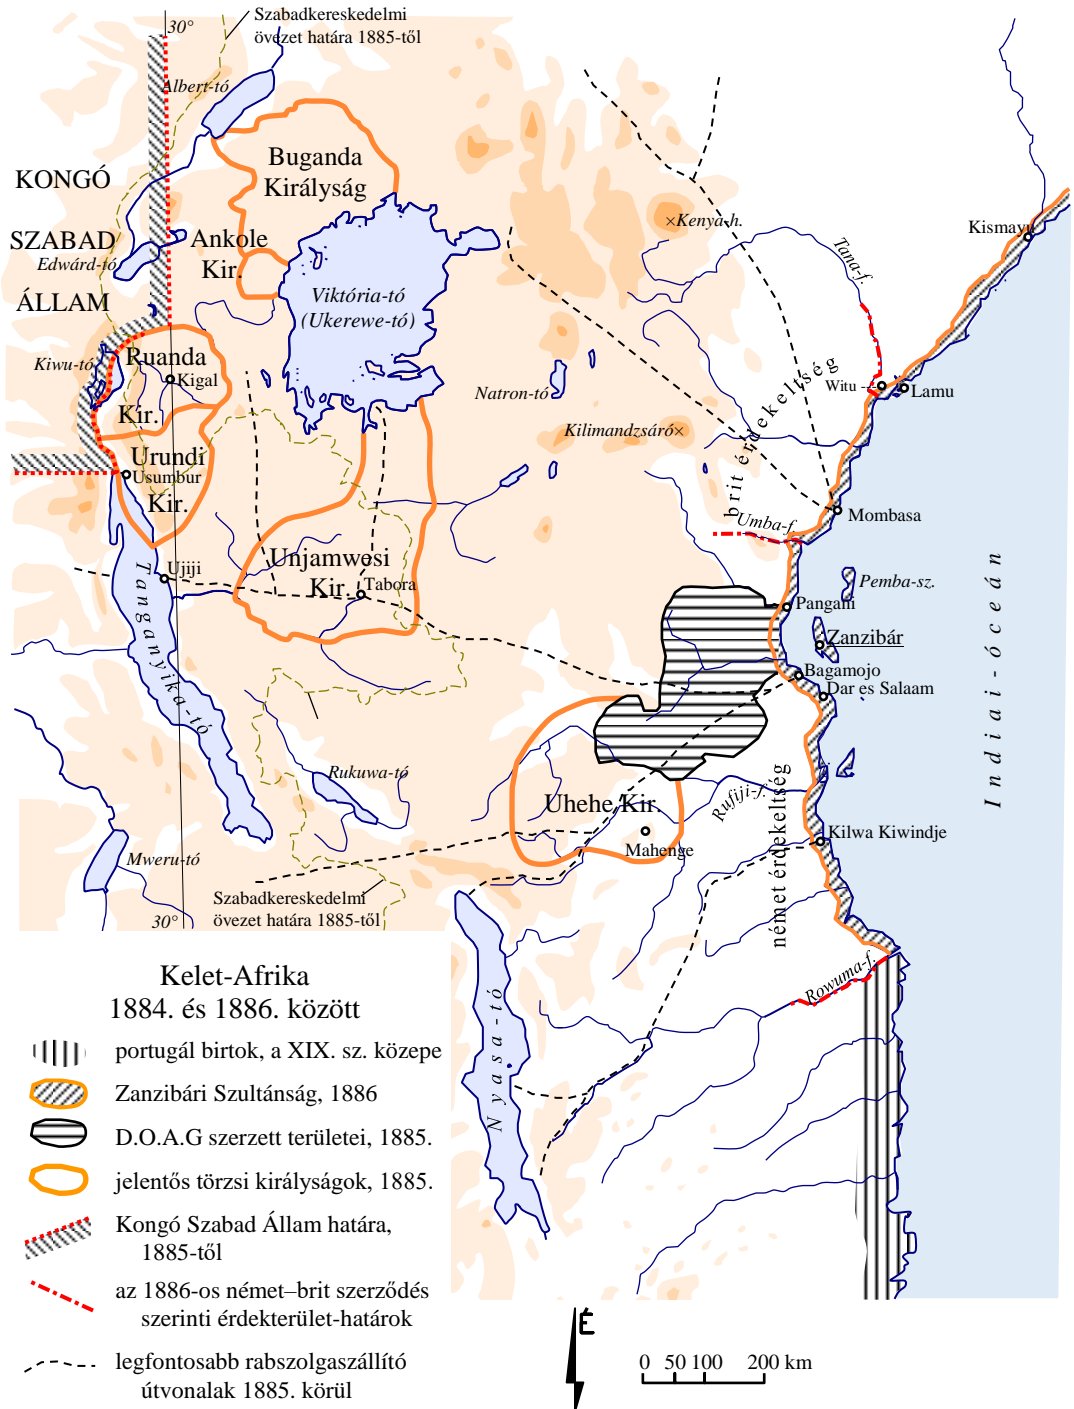 Szabadkereskedelmi
övezet határa 1885-től
30°
Albert-tó
Buganda
Királyság
KONGÓ
SZABAD
ÁLLAM
Edwárd-tó
Ankole
Kir.
×Kenya-h.
Kismayu
Tana-f.
Viktória-tó
(Ukerewe-tó)
Kiwu-tó
Ruanda
Kir.
Kigal
Natron-tó
Witu
Lamu
brit érdekeltség
Kilimandzsáró×
Urundi
Kir.
Usumbur
Mombasa
Umba-f.
Unjamwesi
Kir.
Tabora
Ujiji
Tanganyika-tó
Pemba-sz.
Pangani
Zanzibár
Bagamojo
Dar es Salaam
Indiai-óceán
Rukuwa-tó
Uhehe Kir.
Mahenge
Rufiji-f.
német érdekeltség
Kilwa Kiwindje
Mweru-tó
Szabadkereskedelmi
övezet határa 1885-től
30°
Nyasa-tó
Rowuma-f.
Kelet-Afrika
1884. és 1886. között
portugál birtok, a XIX. sz. közepe
Zanzibári Szultánság, 1886
D.O.A.G szerzett területei, 1885.
jelentős törzsi királyságok, 1885.
Kongó Szabad Állam határa,
1885-től
az 1886-os német–brit szerződés
szerinti érdekterület-határok
legfontosabb rabszolgaszállító
útvonalak 1885. körül
É
0 50 100 200 km